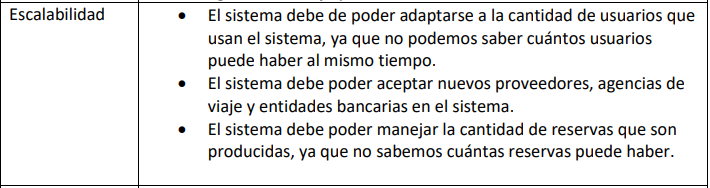 Escalabilidad
• El sistema debe de poder adaptarse a la cantidad de usuarios que
usan el sistema, ya que no podemos saber cuántos usuarios
puede haber al mismo tiempo.
• El sistema debe poder aceptar nuevos proveedores, agencias de
viaje y entidades bancarias en el sistema.
• El sistema debe poder manejar la cantidad de reservas que son
producidas, ya que no sabemos cuántas reservas puede haber.